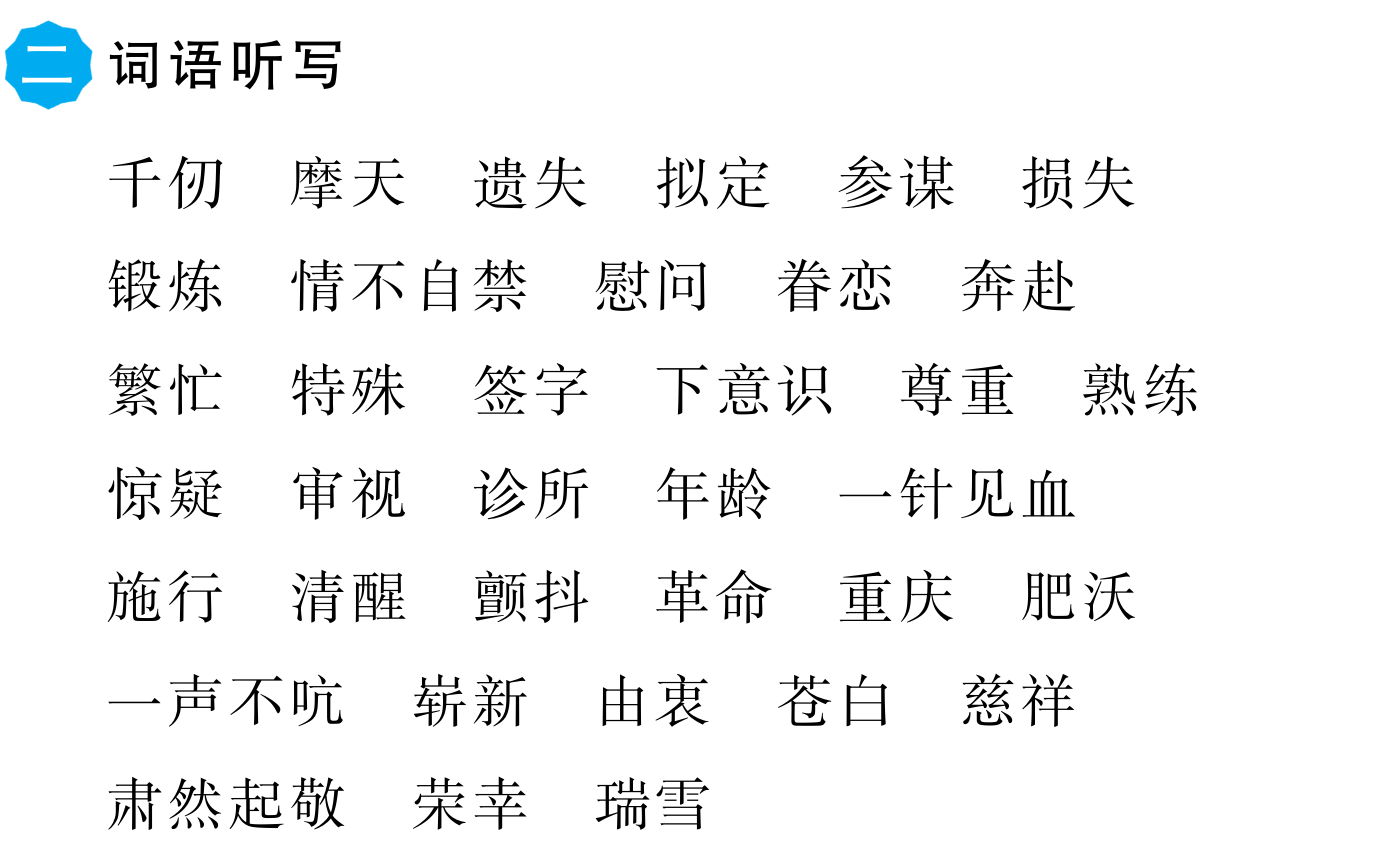 二 词语听写
千仞 摩天 遗失 拟定 参谋 损失
锻炼 情不自禁 慰问 眷恋 奔赴
繁忙 特殊 签字 下意识 尊重 熟练
惊疑 审视 诊所 年龄 一针见血
施行 清醒 颤抖 革命 重庆 肥沃
一声不吭 崭新 由衷 苍白 慈祥
肃然起敬 荣幸 瑞雪